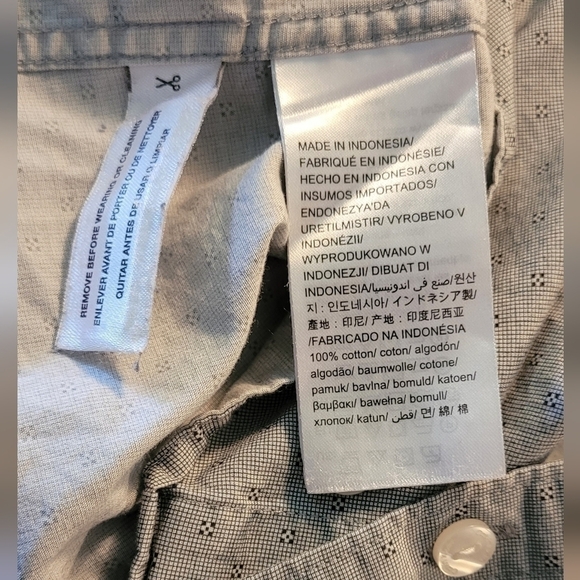 REMOVE BEFORE WEARING OR CLEANING
ENLEVER AVANT DE PORTER OU DE NETTOYER
QUITAR ANTES DE USAR O LIMPIAR
MADE IN INDONESIA/
FABRIQUÉ EN INDONÉSIE/
HECHO EN INDONESIA CON
INSUMOS IMPORTADOS/
ENDONEZYA'DA
URETILMISTIR/ VYROBENO V
INDONÉZII/
WYPRODUKOWANO W
INDONEZJI/ DIBUAT DI
INDONESIA/صنع في اندونيسيا/원산
지: 인도네시아/ インドネシア製/
產地: 印尼/ 产地: 印度尼西亚
/FABRICADO NA INDONÉSIA
100% cotton/ coton/ algodón/
algodão/ baumwolle/ cotone/
pamuk/ bavlna/ bomuld/ katoen/
βαμβακι/ bawełna/ bomull/
хлопок/ katun/ قطن/ 면/ 綿/ 棉